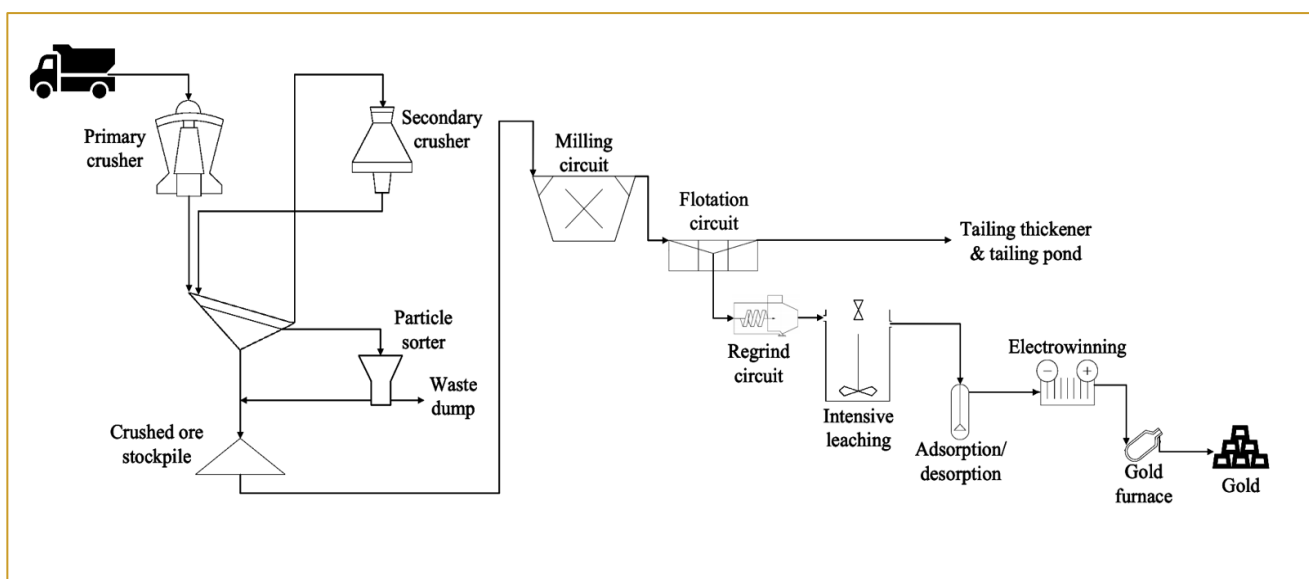 Primary
crusher
Secondary
crusher
Milling
circuit
Flotation
circuit
Tailing thickener
& tailing pond
Particle
sorter
Waste
dump
Crushed ore
stockpile
Regrind
circuit
Intensive
leaching
Adsorption/
desorption
Electrowinning
− +
Gold
furnace
Gold